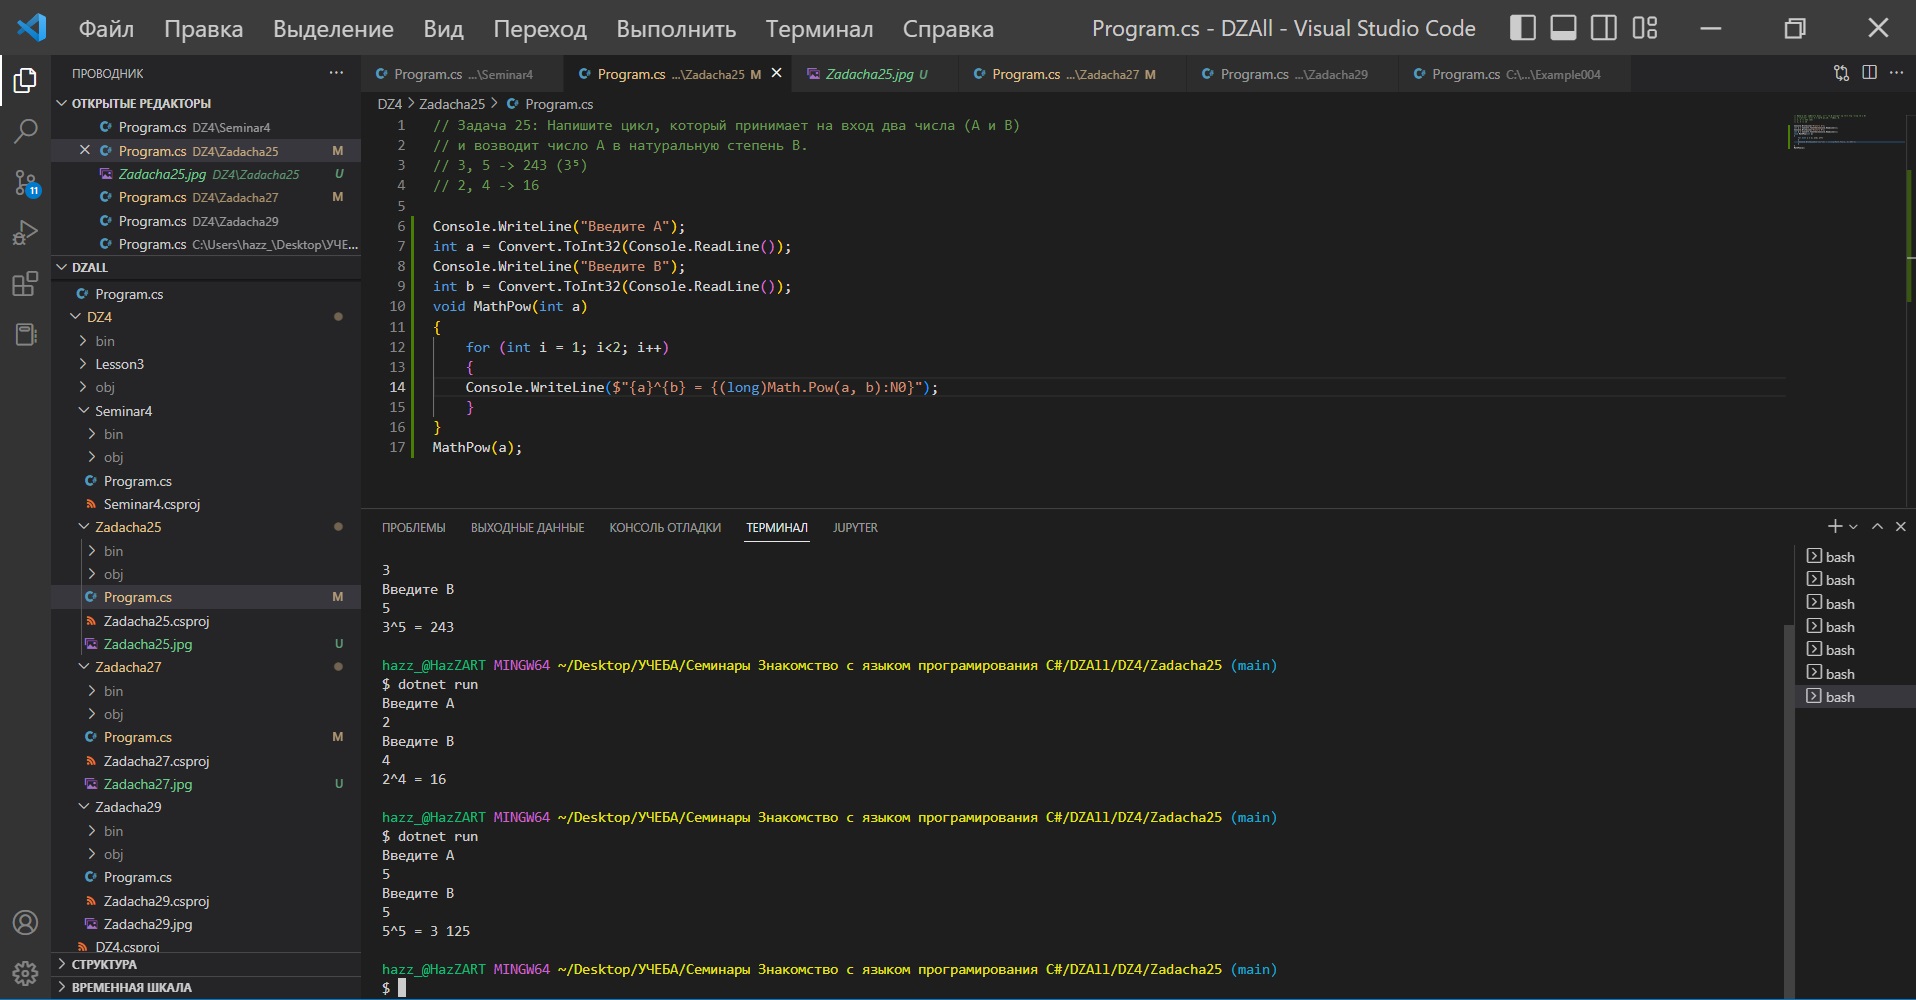 Файл Правка Выделение Вид Переход Выполнить Терминал Справка Program.cs - DZAll - Visual Studio Code
ПРОВОДНИК
ОТКРЫТЫЕ РЕДАКТОРЫ
Program.cs DZ4\Seminar4
Program.cs DZ4\Zadacha25 M
Zadacha25.jpg DZ4\Zadacha25 U
Program.cs DZ4\Zadacha27 M
Program.cs DZ4\Zadacha29
Program.cs C:\Users\hazz_\Desktop\УЧЕ...
DZALL
Program.cs
DZ4
bin
Lesson3
obj
Seminar4
bin
obj
Program.cs
Seminar4.csproj
Zadacha25
bin
obj
Program.cs M
Zadacha25.csproj
Zadacha25.jpg U
Zadacha27
bin
obj
Program.cs M
Zadacha27.csproj
Zadacha27.jpg U
Zadacha29
bin
obj
Program.cs
Zadacha29.csproj
Zadacha29.jpg
DZ4.csproj
СТРУКТУРА
ВРЕМЕННАЯ ШКАЛА
11
Program.cs ...\Seminar4 Program.cs ...\Zadacha25 M Zadacha25.jpg U Program.cs ...\Zadacha27 M Program.cs ...\Zadacha29 Program.cs C:\...\Example004
DZ4 > Zadacha25 > Program.cs
1 // Задача 25: Напишите цикл, который принимает на вход два числа (A и B)
2 // и возводит число A в натуральную степень B.
3 // 3, 5 -> 243 (3⁵)
4 // 2, 4 -> 16
5
6 Console.WriteLine("Введите А");
7 int a = Convert.ToInt32(Console.ReadLine());
8 Console.WriteLine("Введите В");
9 int b = Convert.ToInt32(Console.ReadLine());
10 void MathPow(int a)
11 {
12 for (int i = 1; i<2; i++)
13 {
14 Console.WriteLine($"{a}^{b} = {(long)Math.Pow(a, b):N0}");
15 }
16 }
17 MathPow(a);
ПРОБЛЕМЫ ВЫХОДНЫЕ ДАННЫЕ КОНСОЛЬ ОТЛАДКИ ТЕРМИНАЛ JUPYTER
3
Введите В
5
3^5 = 243
hazz_@HazZART MINGW64 ~/Desktop/УЧЕБА/Семинары Знакомство с языком програмирования C#/DZAll/DZ4/Zadacha25 (main)
$ dotnet run
Введите А
2
Введите В
4
2^4 = 16
hazz_@HazZART MINGW64 ~/Desktop/УЧЕБА/Семинары Знакомство с языком програмирования C#/DZAll/DZ4/Zadacha25 (main)
$ dotnet run
Введите А
5
Введите В
5
5^5 = 3 125
hazz_@HazZART MINGW64 ~/Desktop/УЧЕБА/Семинары Знакомство с языком програмирования C#/DZAll/DZ4/Zadacha25 (main)
$
bash
bash
bash
bash
bash
bash
bash